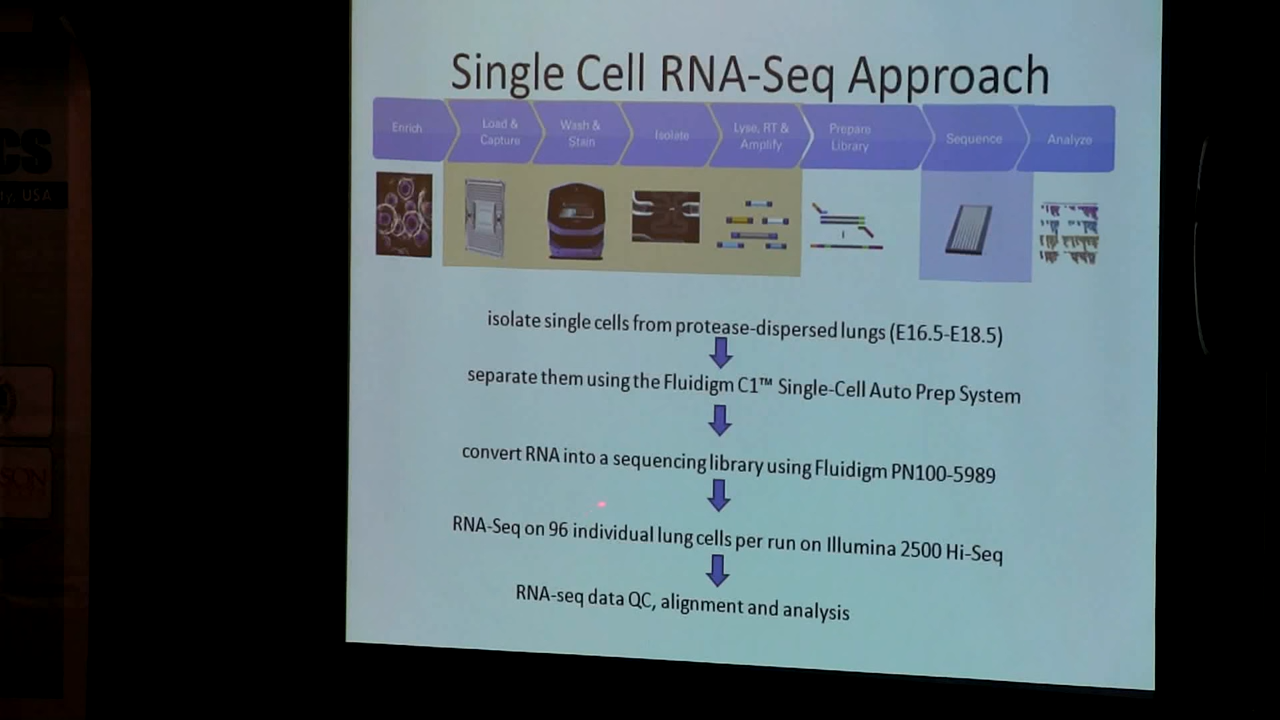 Single Cell RNA-Seq Approach
Enrich
Load &
Capture
Wash &
Stain
Isolate
Lyse, RT &
Amplify
Prepare
Library
Sequence
Analyze
isolate single cells from protease-dispersed lungs (E16.5-E18.5)
separate them using the Fluidigm C1™ Single-Cell Auto Prep System
convert RNA into a sequencing library using Fluidigm PN100-5989
RNA-Seq on 96 individual lung cells per run on Illumina 2500 Hi-Seq
RNA-seq data QC, alignment and analysis
CS
USA